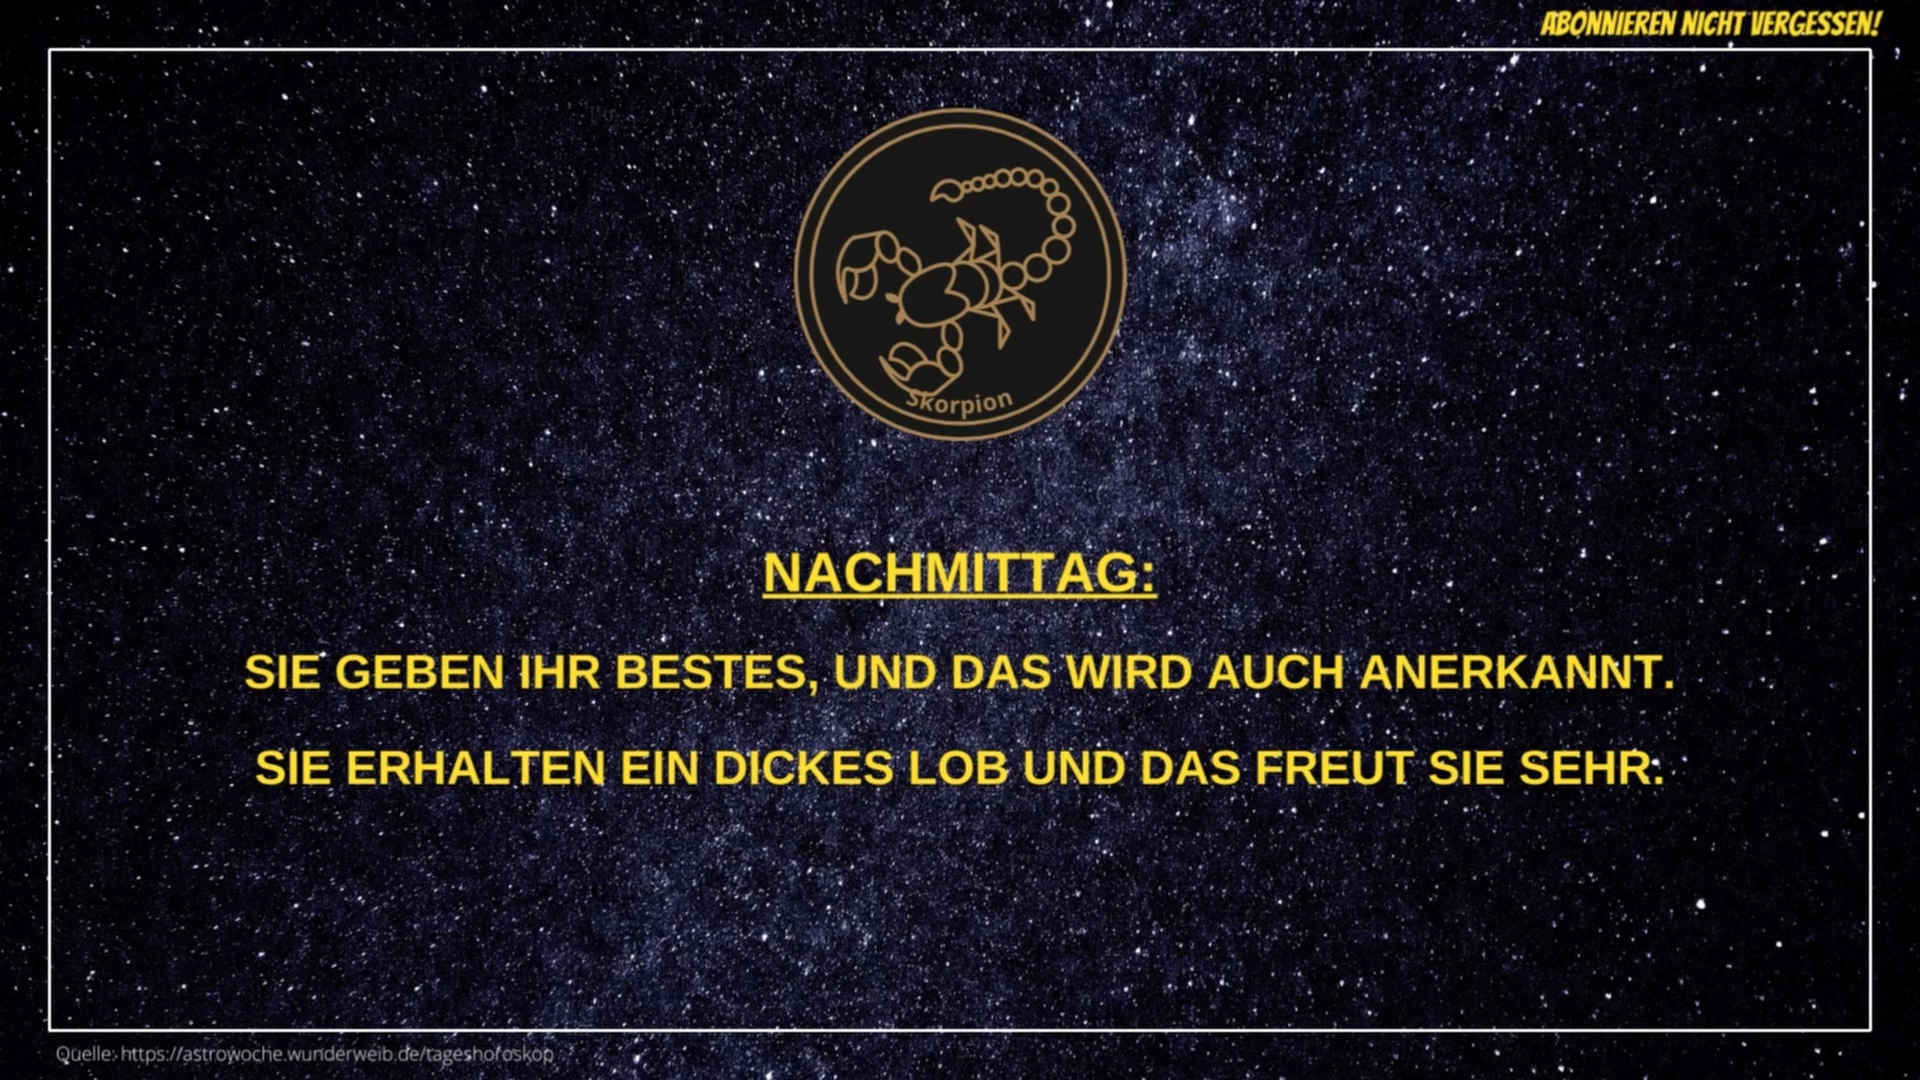 ABONNIEREN NICHT VERGESSEN!
Skorpion
NACHMITTAG:
SIE GEBEN IHR BESTES, UND DAS WIRD AUCH ANERKANNT.
SIE ERHALTEN EIN DICKES LOB UND DAS FREUT SIE SEHR.
Quelle: https://astrowoche.wunderweib.de/tageshoroskop